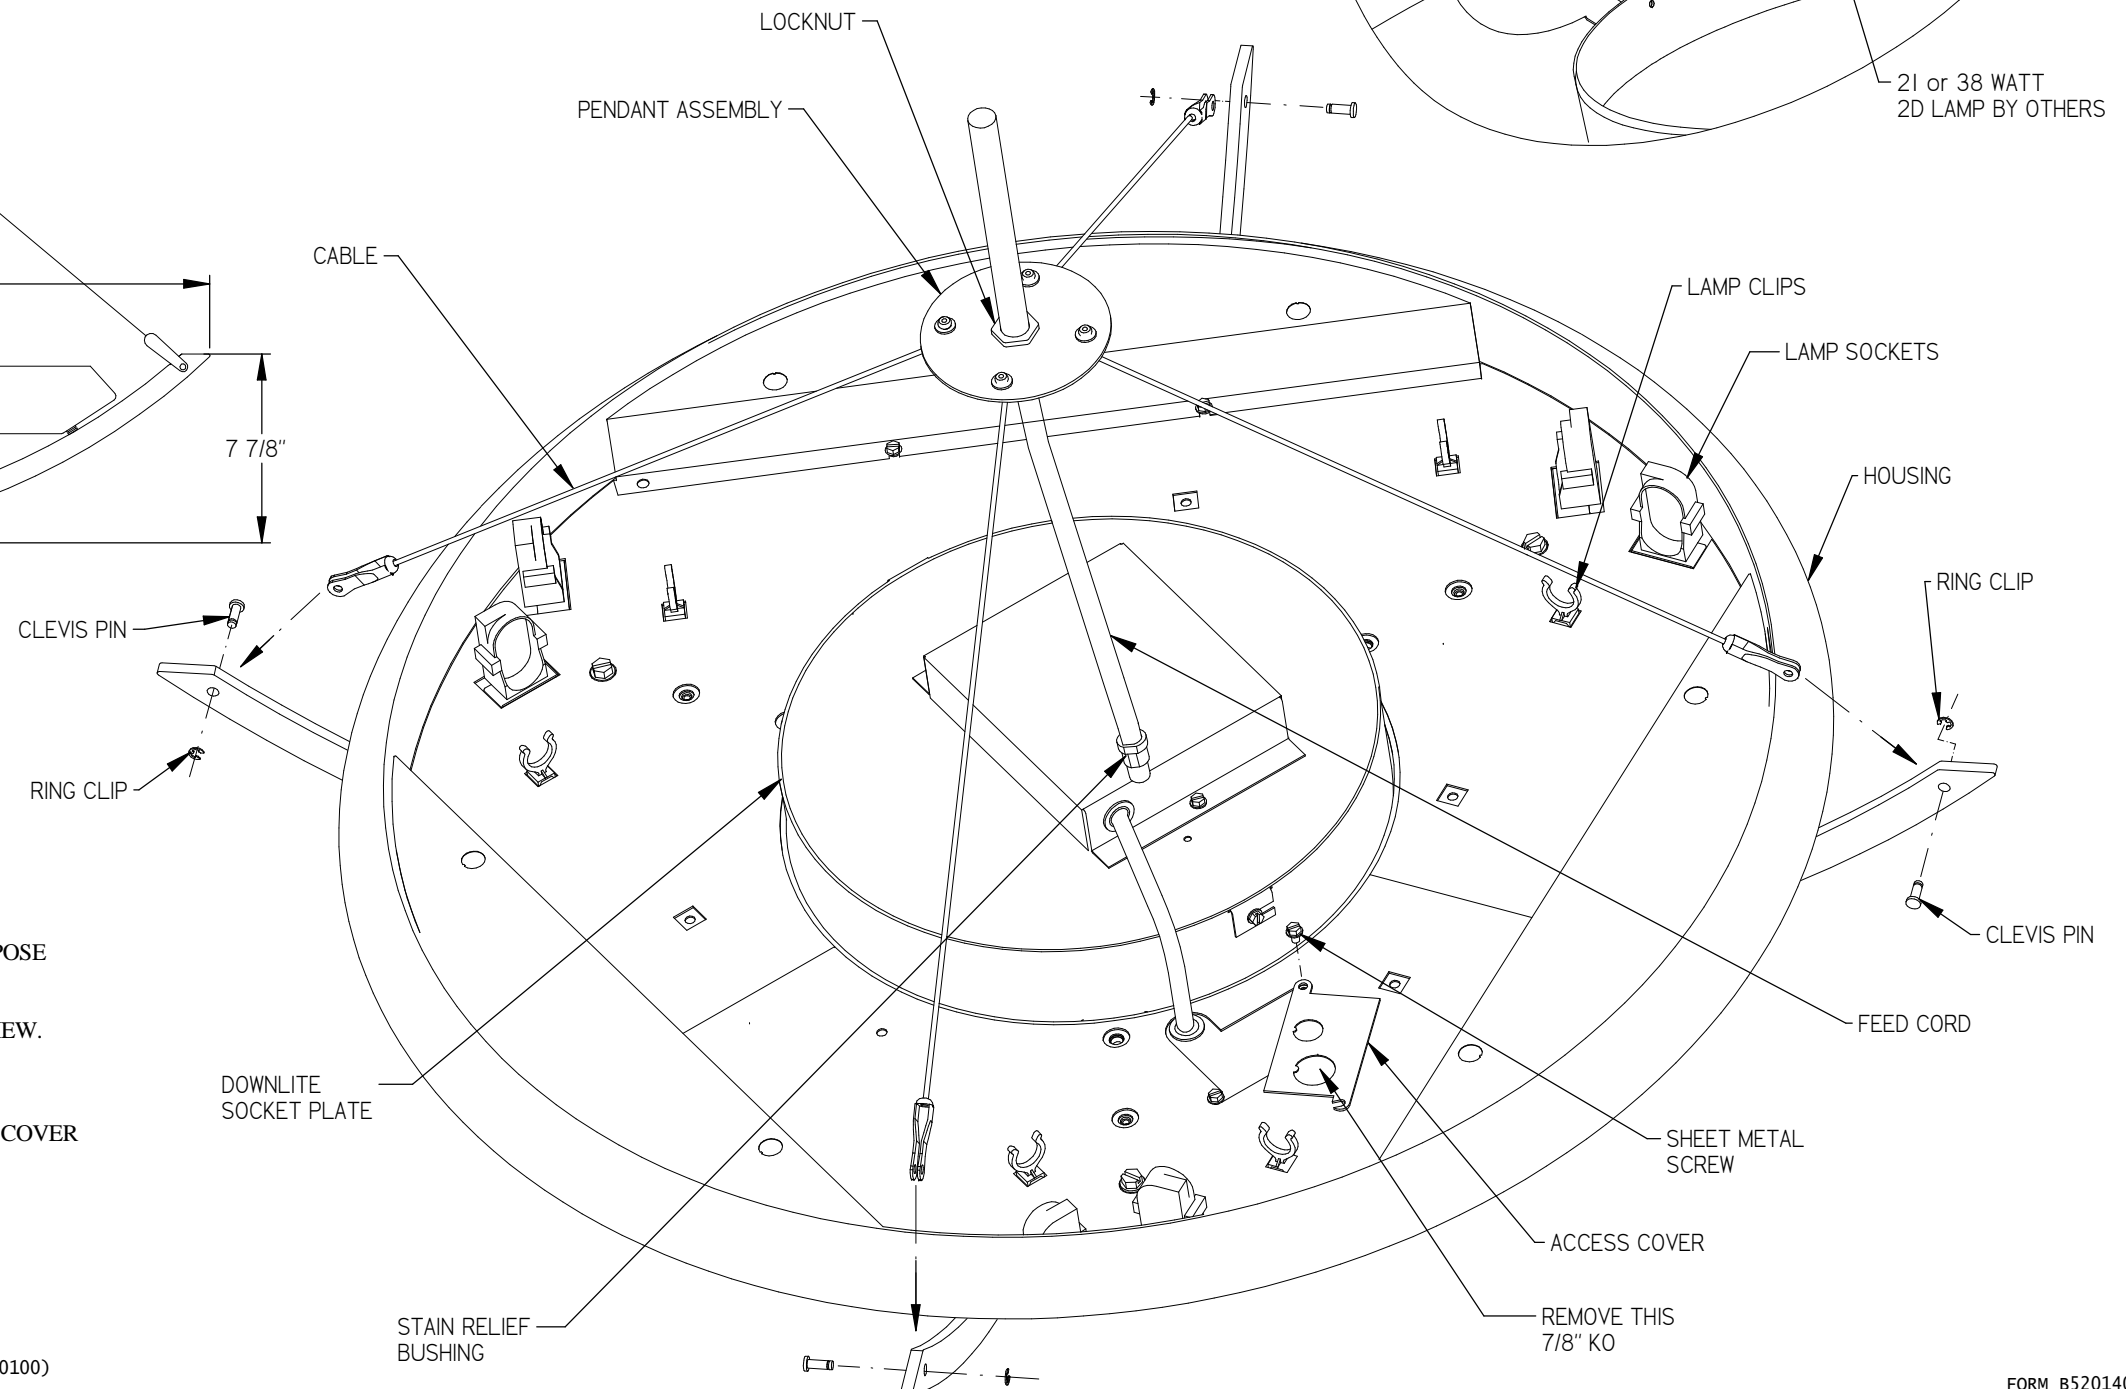 LOCKNUT
PENDANT ASSEMBLY
21 or 38 WATT
2D LAMP BY OTHERS
CABLE
LAMP CLIPS
LAMP SOCKETS
7 7/8"
HOUSING
RING CLIP
CLEVIS PIN
RING CLIP
CLEVIS PIN
POSE
EW.
FEED CORD
DOWNLITE
SOCKET PLATE
COVER
SHEET METAL
SCREW
ACCESS COVER
REMOVE THIS
7/8" KO
STAIN RELIEF
BUSHING
0100)
FORM B520140